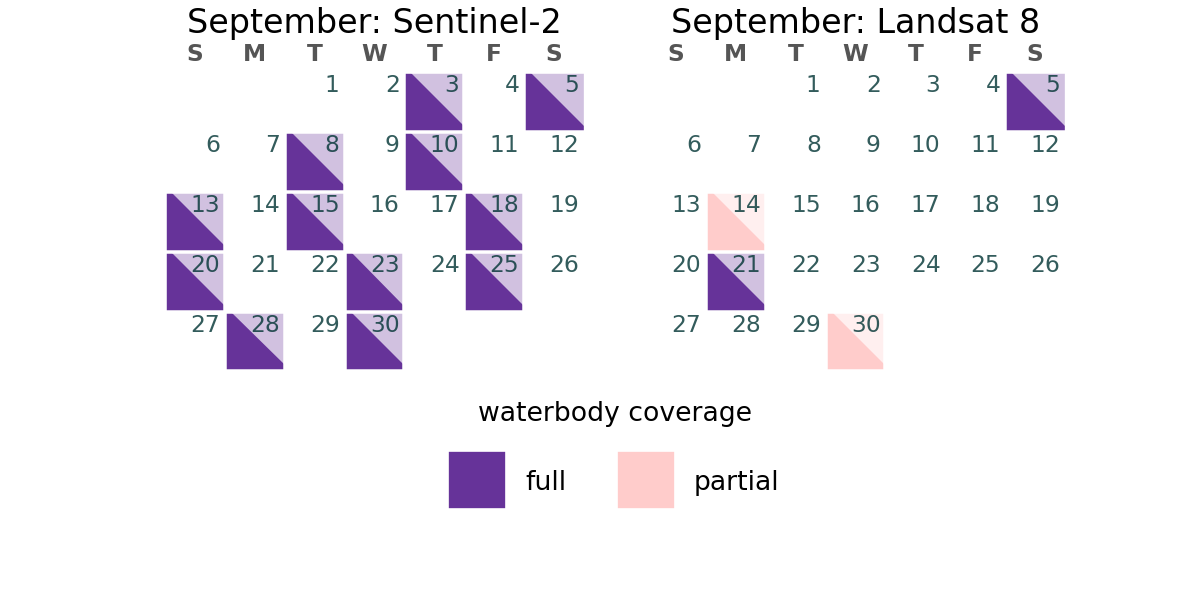 September: Sentinel-2
S M T W T F S
1 2 3 4 5
6 7 8 9 10 11 12
13 14 15 16 17 18 19
20 21 22 23 24 25 26
27 28 29 30
September: Landsat 8
S M T W T F S
1 2 3 4 5
6 7 8 9 10 11 12
13 14 15 16 17 18 19
20 21 22 23 24 25 26
27 28 29 30
waterbody coverage
full partial